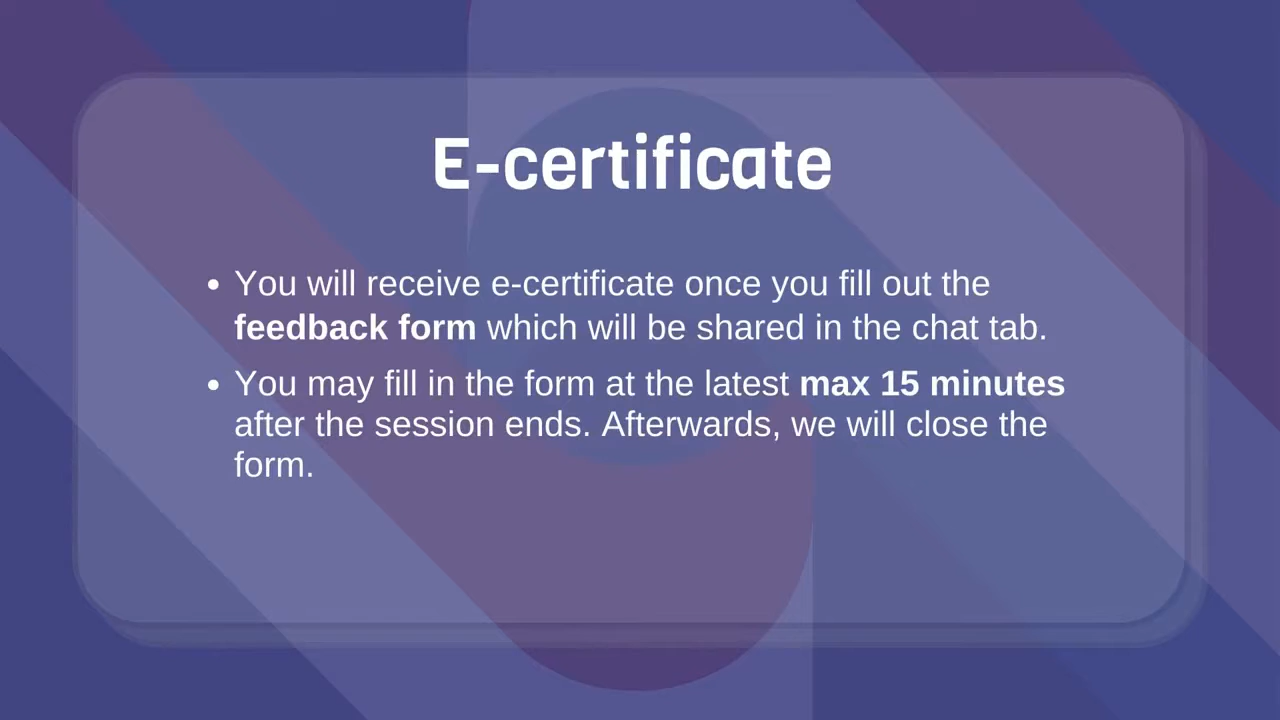 E-certificate
• You will receive e-certificate once you fill out the
feedback form which will be shared in the chat tab.
• You may fill in the form at the latest max 15 minutes
after the session ends. Afterwards, we will close the
form.